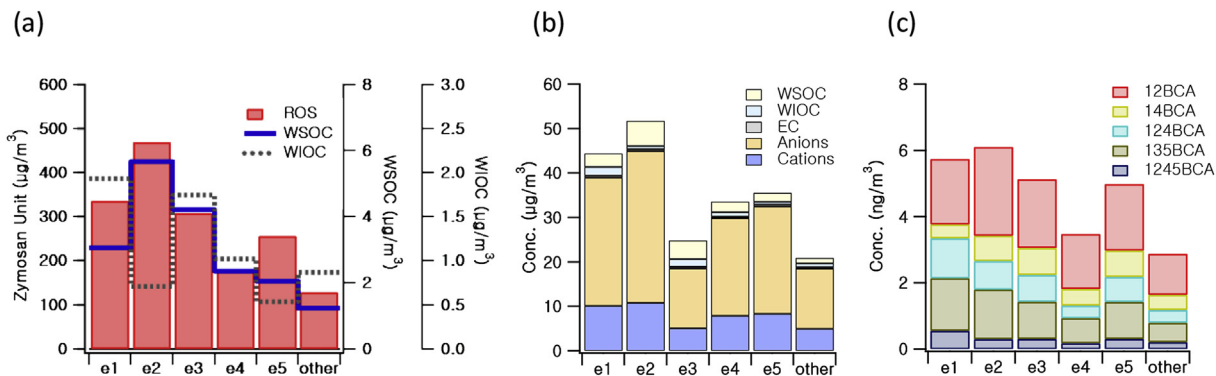 (a)
600
500
400
300
200
100
0
Zymosan Unit (μg/m³)
ROS
WSOC
WIOC
8
6
4
2
0
WSOC (μg/m³)
3.0
2.5
2.0
1.5
1.0
0.5
0.0
WIOC (μg/m³)
e1 e2 e3 e4 e5 other
(b)
60
50
40
30
20
10
0
Conc. (μg/m³)
WSOC
WIOC
EC
Anions
Cations
e1 e2 e3 e4 e5 other
(c)
8
6
4
2
0
Conc. (ng/m³)
12BCA
14BCA
124BCA
135BCA
1245BCA
e1 e2 e3 e4 e5 other